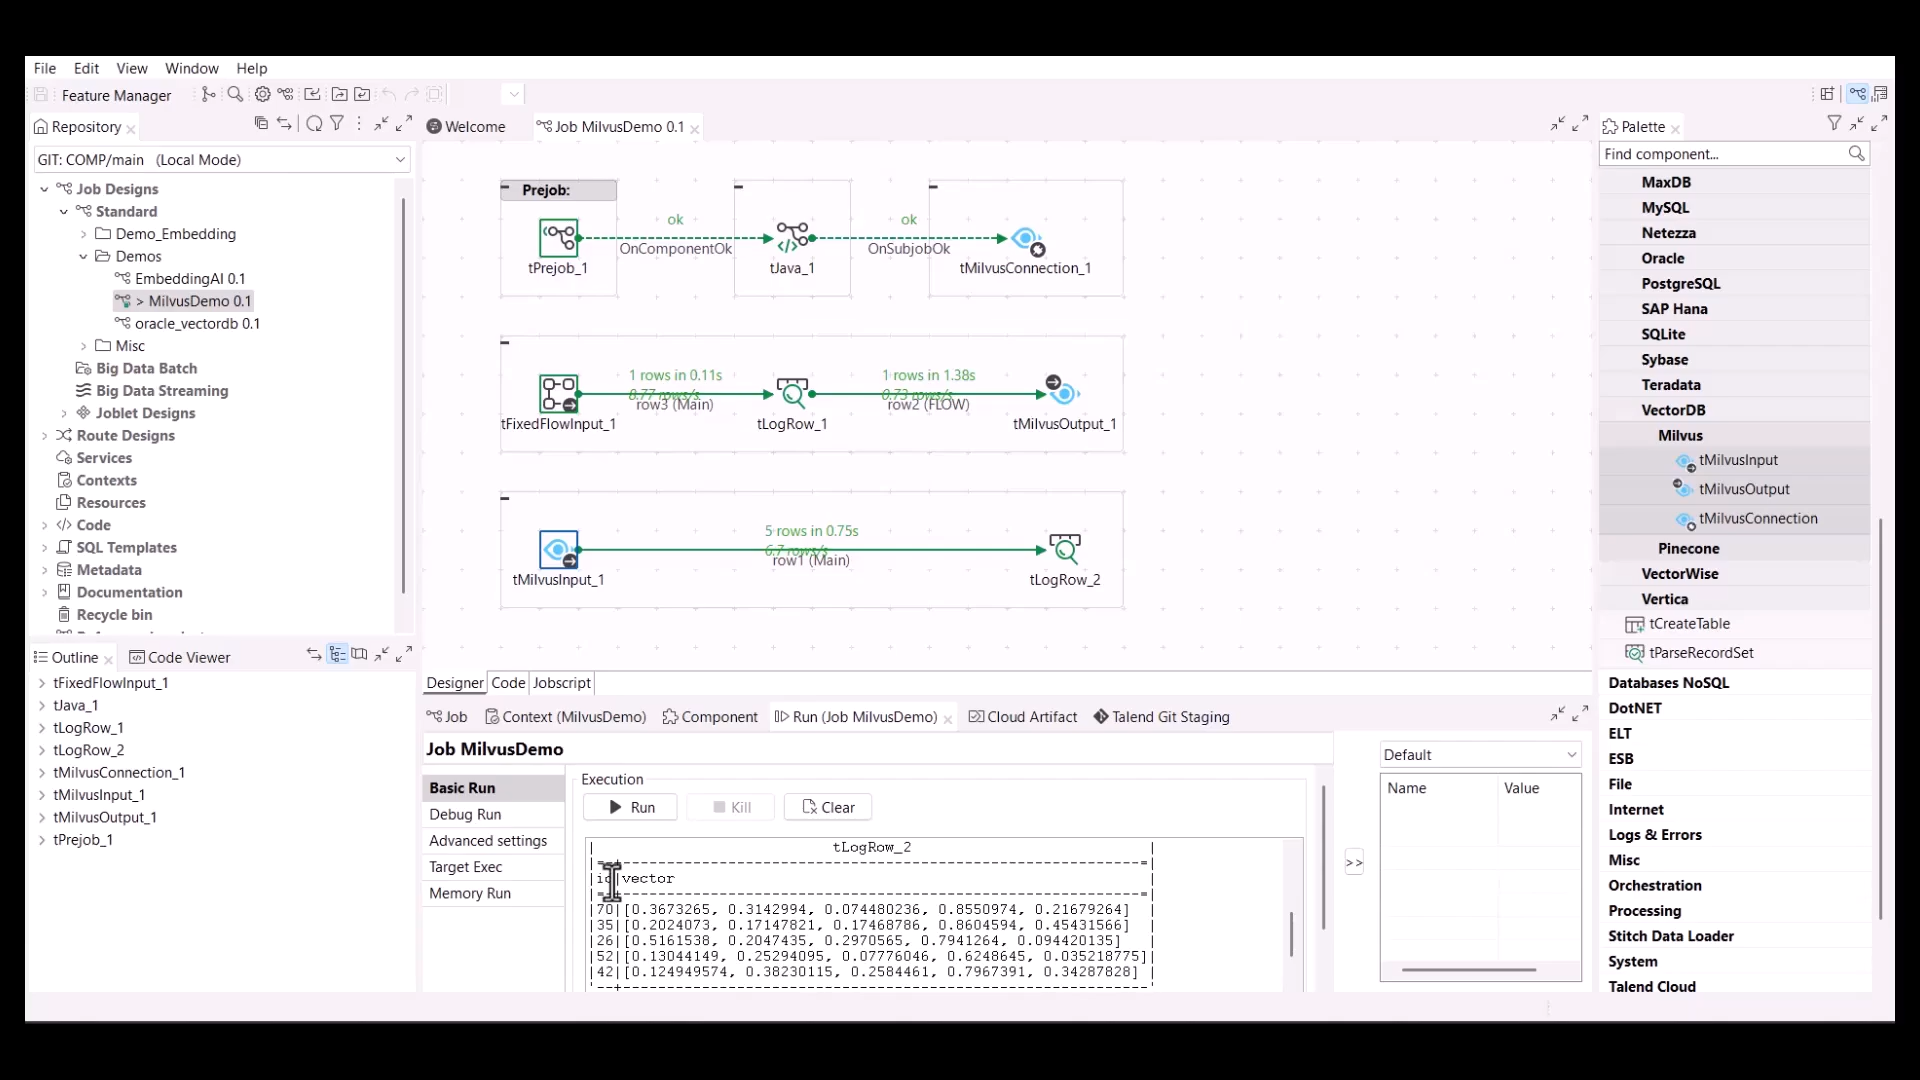 File Edit View Window Help
Feature Manager
Repository
GIT: COMP/main (Local Mode)
Job Designs
Standard
Demo_Embedding
Demos
EmbeddingAI 0.1
> MilvusDemo 0.1
oracle_vectordb 0.1
Misc
Big Data Batch
Big Data Streaming
Joblet Designs
Route Designs
Services
Contexts
Resources
Code
SQL Templates
Metadata
Documentation
Recycle bin
Outline Code Viewer
tFixedFlowInput_1
tJava_1
tLogRow_1
tLogRow_2
tMilvusConnection_1
tMilvusInput_1
tMilvusOutput_1
tPrejob_1
Welcome Job MilvusDemo 0.1
Prejob:
ok ok
OnComponentOk OnSubjobOk
tPrejob_1 tJava_1 tMilvusConnection_1
1 rows in 0.11s 1 rows in 1.38s
8.77 rows/s 0.73 rows/s
row3 (Main) row2 (FLOW)
tFixedFlowInput_1 tLogRow_1 tMilvusOutput_1
5 rows in 0.75s
6.7 rows/s
row1 (Main)
tMilvusInput_1 tLogRow_2
Designer Code Jobscript
Job Context (MilvusDemo) Component Run (Job MilvusDemo) Cloud Artifact Talend Git Staging
Job MilvusDemo
Basic Run
Debug Run
Advanced settings
Target Exec
Memory Run
Execution
Run Kill Clear
| tLogRow_2 |
|id|vector
|70|[0.3673265, 0.3142994, 0.074480236, 0.8550974, 0.21679264] |
|35|[0.2024073, 0.17147821, 0.17468786, 0.8604594, 0.45431566] |
|26|[0.5161538, 0.2047435, 0.2970565, 0.7941264, 0.094420135] |
|52|[0.13044149, 0.25294095, 0.07776046, 0.6248645, 0.035218775]|
|42|[0.124949574, 0.38230115, 0.2584461, 0.7967391, 0.34287828] |
>>
Default
Name Value
Palette
Find component...
MaxDB
MySQL
Netezza
Oracle
PostgreSQL
SAP Hana
SQLite
Sybase
Teradata
VectorDB
Milvus
tMilvusInput
tMilvusOutput
tMilvusConnection
Pinecone
VectorWise
Vertica
tCreateTable
tParseRecordSet
Databases NoSQL
DotNET
ELT
ESB
File
Internet
Logs & Errors
Misc
Orchestration
Processing
Stitch Data Loader
System
Talend Cloud